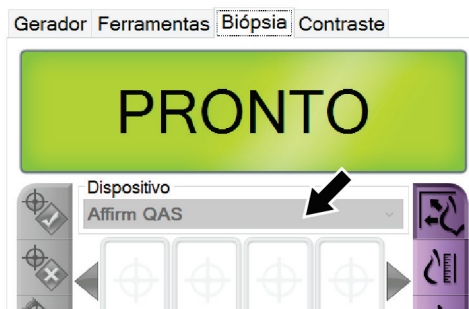 Gerador Ferramentas Biópsia Contraste
PRONTO
Dispositivo
Affirm QAS